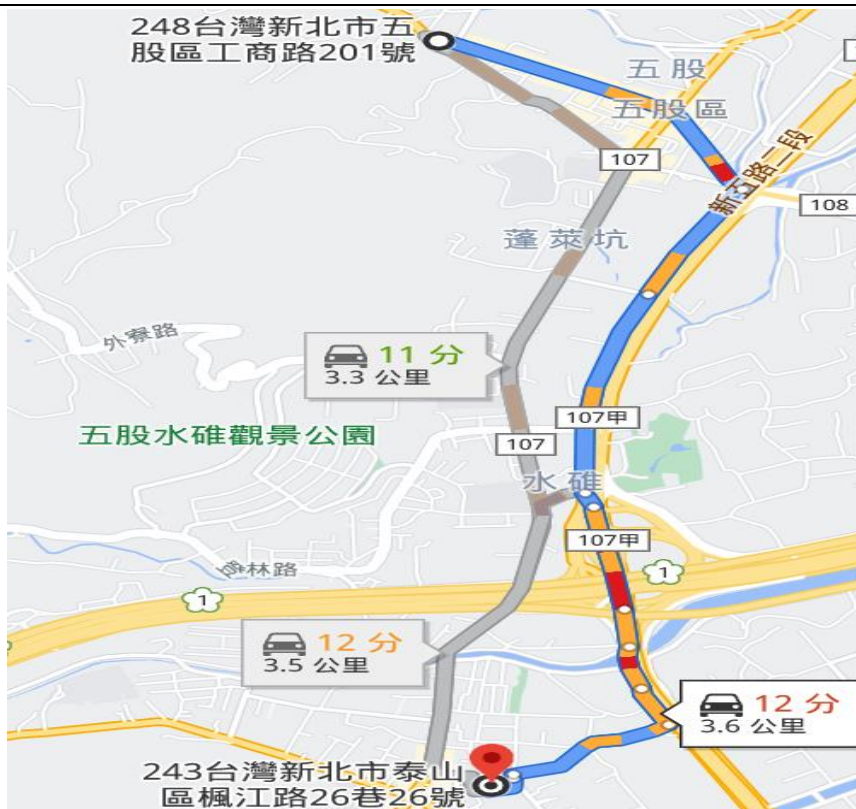 248台灣新北市五
股區工商路201號
五股
五股區
107
新五路二段
108
蓬萊坑
外寮路
11 分
3.3 公里
107甲
五股水碓觀景公園
107
水碓
107甲
林路
1
1
12 分
3.5 公里
12 分
3.6 公里
243台灣新北市泰山
區楓江路26巷26號